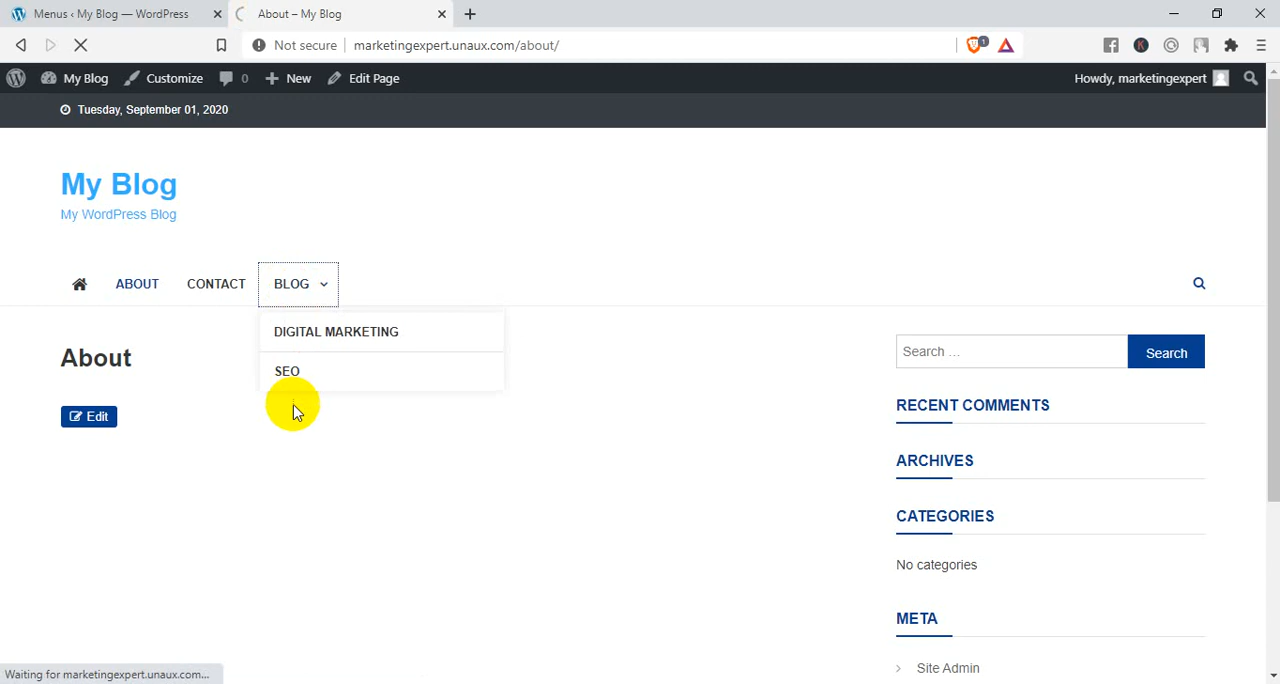 Menus ‹ My Blog — WordPress
About – My Blog
Not secure
marketingexpert.unaux.com/about/
1
K
My Blog
Customize
0
New
Edit Page
Howdy, marketingexpert
Tuesday, September 01, 2020
My Blog
My WordPress Blog
ABOUT
CONTACT
BLOG
DIGITAL MARKETING
SEO
About
Edit
Search …
Search
RECENT COMMENTS
ARCHIVES
CATEGORIES
No categories
META
Site Admin
Waiting for marketingexpert.unaux.com...